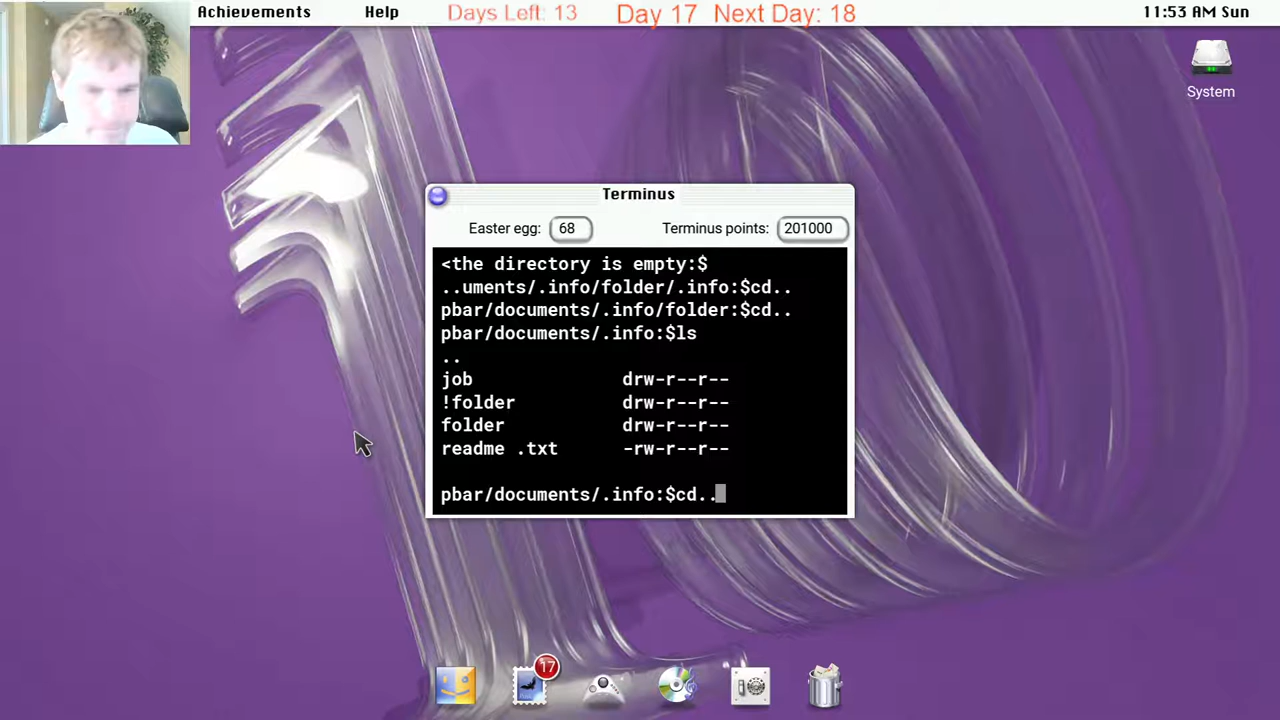 Achievements Help Days Left: 13 Day 17 Next Day: 18 11:53 AM Sun
System
Terminus
Easter egg: 68 Terminus points: 201000
<the directory is empty:$
..uments/.info/folder/.info:$cd..
pbar/documents/.info/folder:$cd..
pbar/documents/.info:$ls
..
job drw-r--r--
!folder drw-r--r--
folder drw-r--r--
readme .txt -rw-r--r--
pbar/documents/.info:$cd..
17